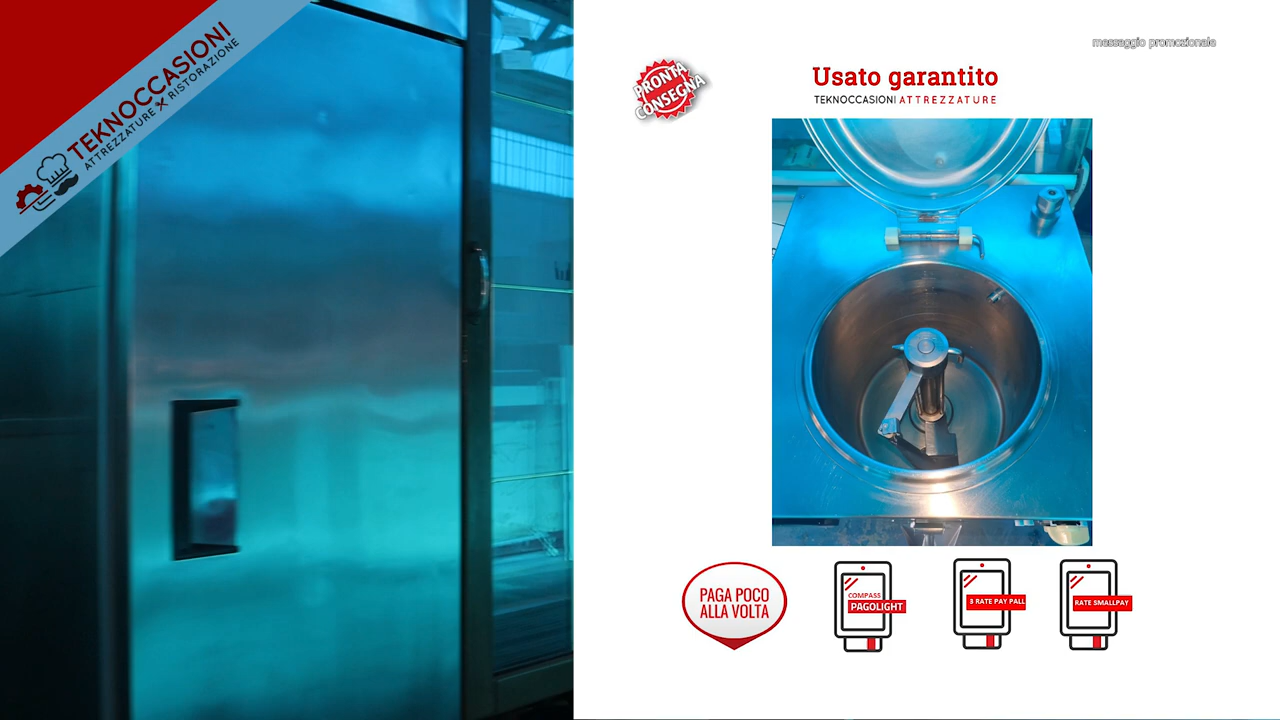 TEKNOCCASIONI
ATTREZZATURE RISTORAZIONE
messaggio promozionale
PRONTA
CONSEGNA
Usato garantito
TEKNOCCASIONI ATTREZZATURE
PAGA POCO
ALLA VOLTA
COMPASS
PAGOLIGHT
3 RATE PAY PALL
RATE SMALLPAY